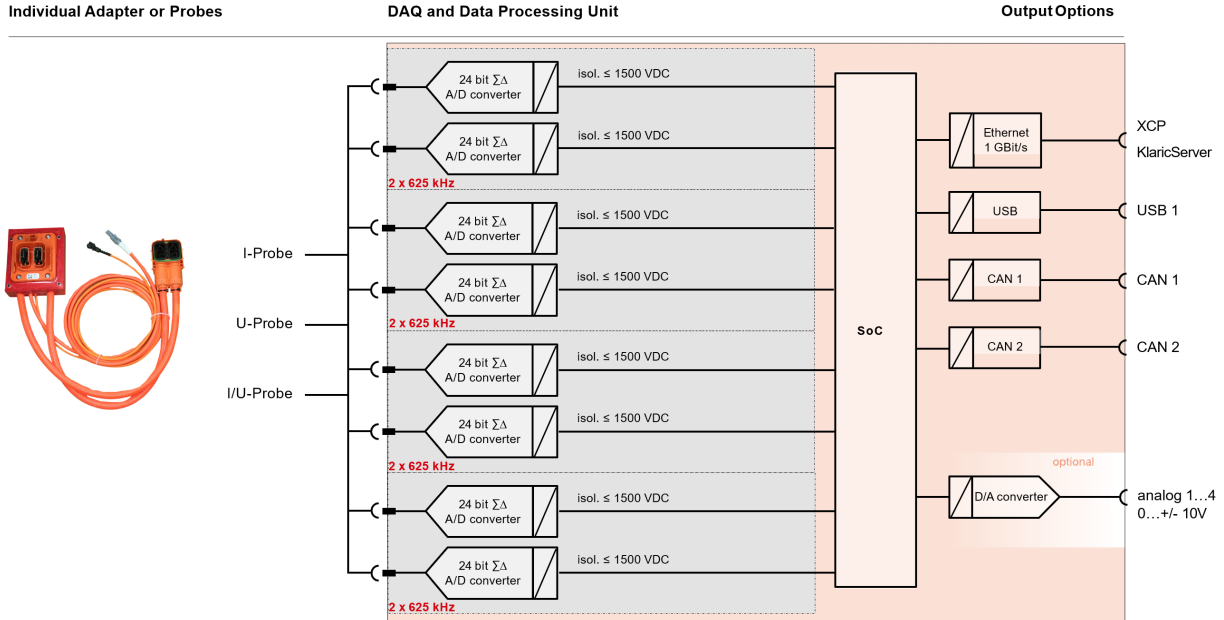 Individual Adapter or Probes
DAQ and Data Processing Unit
Output Options
24 bit ∑∆
A/D converter
isol. ≤ 1500 VDC
24 bit ∑∆
A/D converter
isol. ≤ 1500 VDC
2 x 625 kHz
24 bit ∑∆
A/D converter
isol. ≤ 1500 VDC
24 bit ∑∆
A/D converter
isol. ≤ 1500 VDC
2 x 625 kHz
24 bit ∑∆
A/D converter
isol. ≤ 1500 VDC
24 bit ∑∆
A/D converter
isol. ≤ 1500 VDC
2 x 625 kHz
24 bit ∑∆
A/D converter
isol. ≤ 1500 VDC
24 bit ∑∆
A/D converter
isol. ≤ 1500 VDC
2 x 625 kHz
I-Probe
U-Probe
I/U-Probe
SoC
Ethernet
1 GBit/s
XCP
KlaricServer
USB
USB 1
CAN 1
CAN 1
CAN 2
CAN 2
optional
D/A converter
analog 1...4
0...+/- 10V